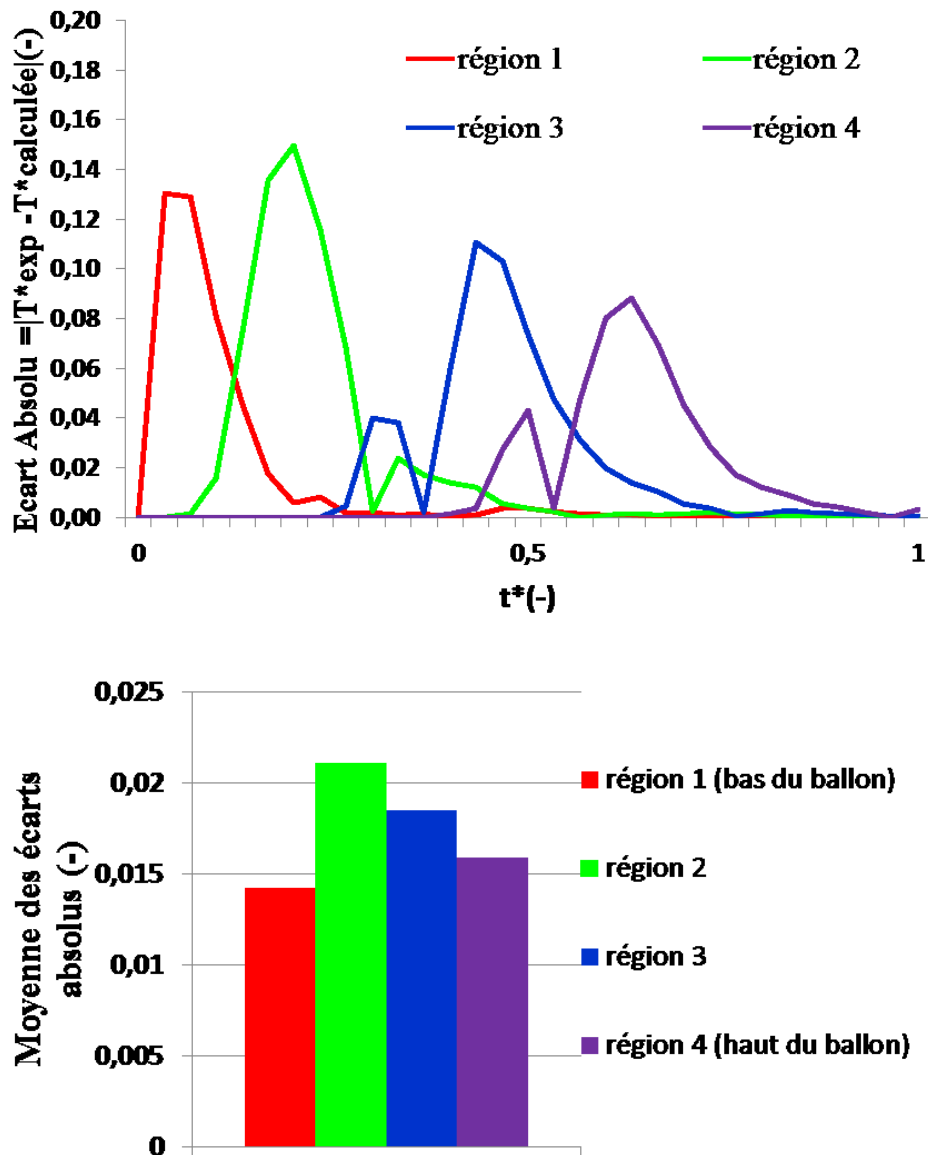 Ecart Absolu =|T*exp -T*calculée|(-)
0,20
0,18
0,16
0,14
0,12
0,10
0,08
0,06
0,04
0,02
0,00
région 1
région 2
région 3
région 4
0
0,5
1
t*(-)
Moyenne des écarts
absolus (-)
0,025
0,02
0,015
0,01
0,005
0
région 1 (bas du ballon)
région 2
région 3
région 4 (haut du ballon)